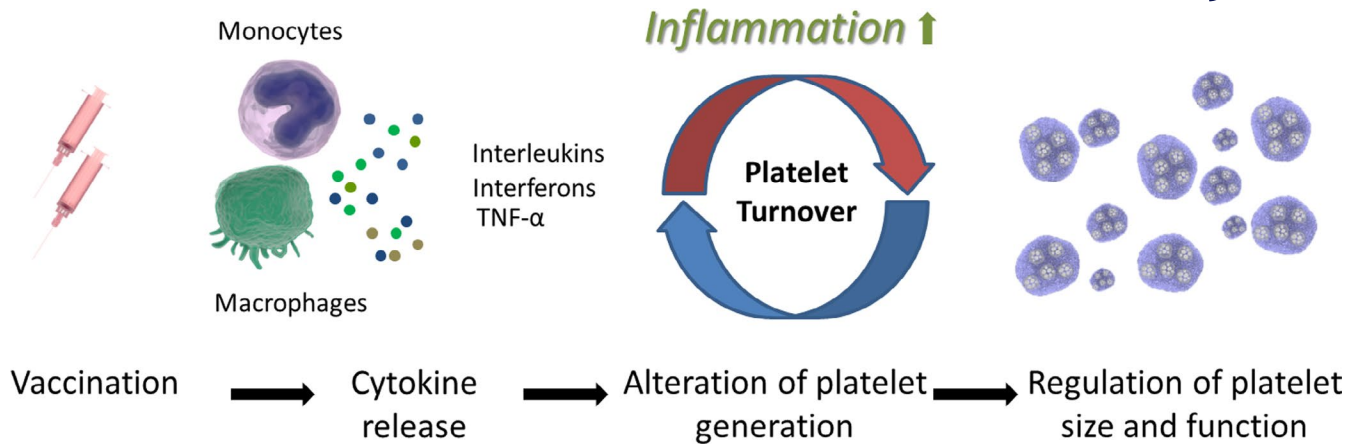 Monocytes
Inflammation
Interleukins
Interferons
TNF-α
Platelet
Turnover
Macrophages
Vaccination
Cytokine
release
Alteration of platelet
generation
Regulation of platelet
size and function